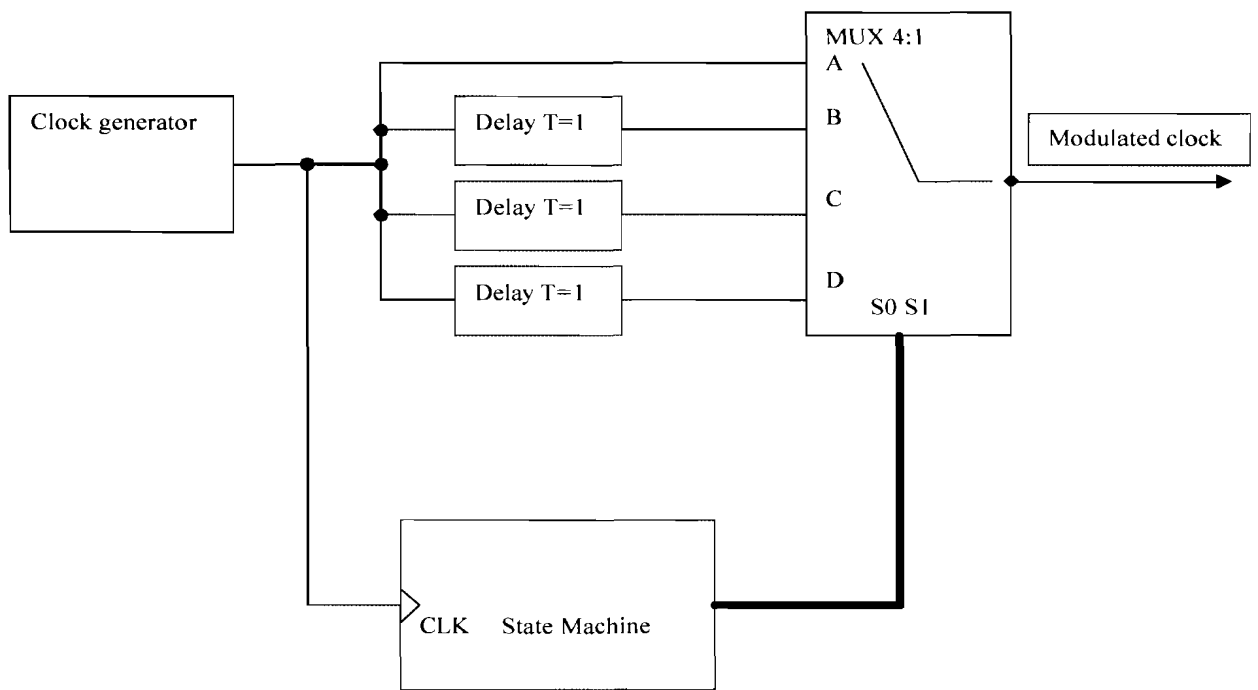 MUX 4:1
A
Clock generator
Delay T=1
B
Modulated clock
Delay T=1
C
Delay T=1
D
S0 S1
CLK State Machine